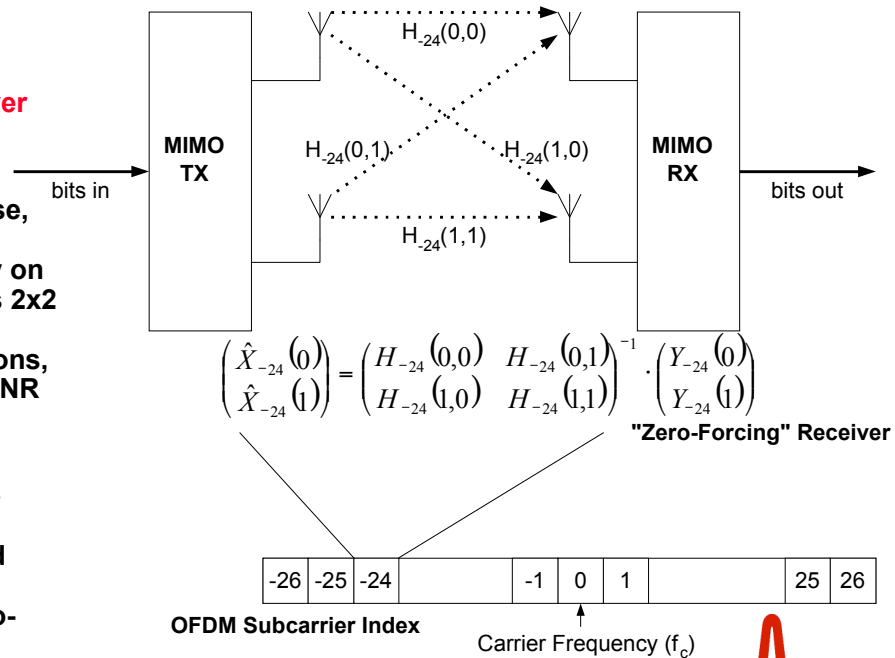 ver
se,
y on
s 2x2
ons,
NR
d
o-
MIMO
TX
MIMO
RX
bits in
bits out
H-24(0,0)
H-24(0,1)
H-24(1,0)
H-24(1,1)
(X̂₋₂₄(0) X̂₋₂₄(1)) = (H₋₂₄(0,0) H₋₂₄(0,1) H₋₂₄(1,0) H₋₂₄(1,1))⁻¹ · (Y₋₂₄(0) Y₋₂₄(1))
"Zero-Forcing" Receiver
-26 -25 -24 -1 0 1 25 26
OFDM Subcarrier Index
Carrier Frequency (fc)